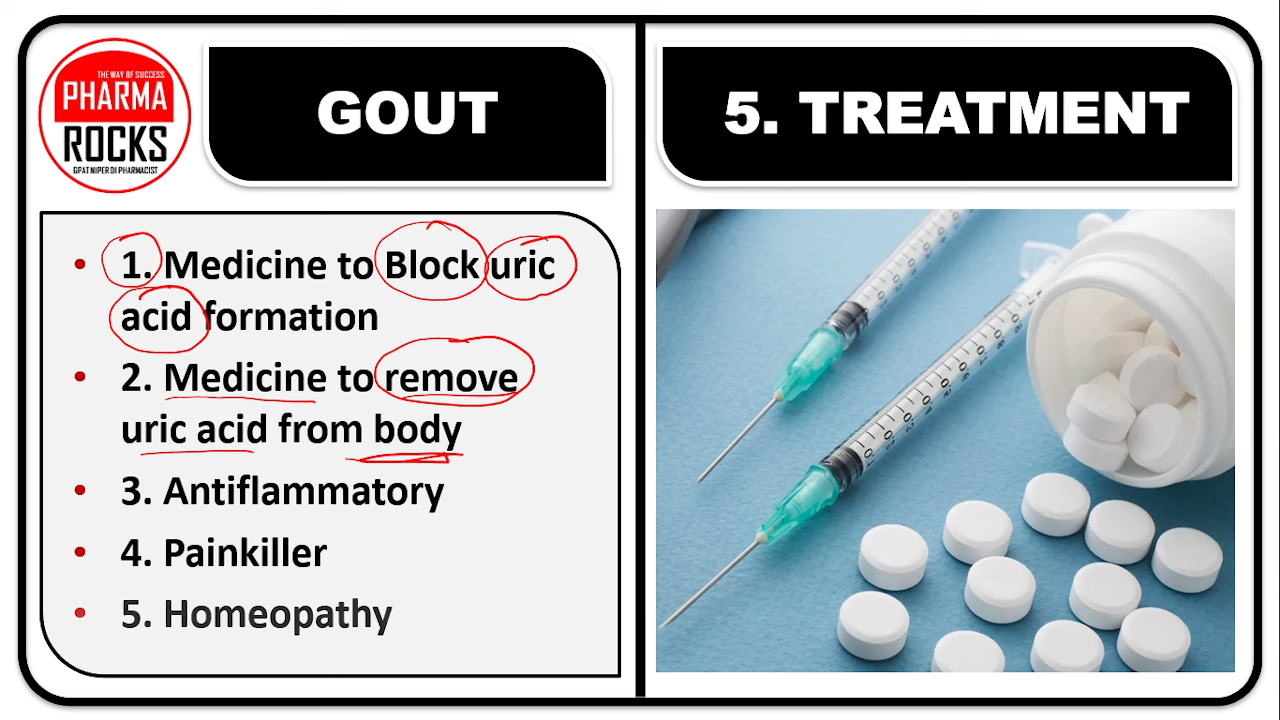 THE WAY OF SUCCESS
PHARMA
ROCKS
GPAT NIPER DI PHARMACIST
GOUT
• 1. Medicine to Block uric
acid formation
• 2. Medicine to remove
uric acid from body
• 3. Antiflammatory
• 4. Painkiller
• 5. Homeopathy
5. TREATMENT